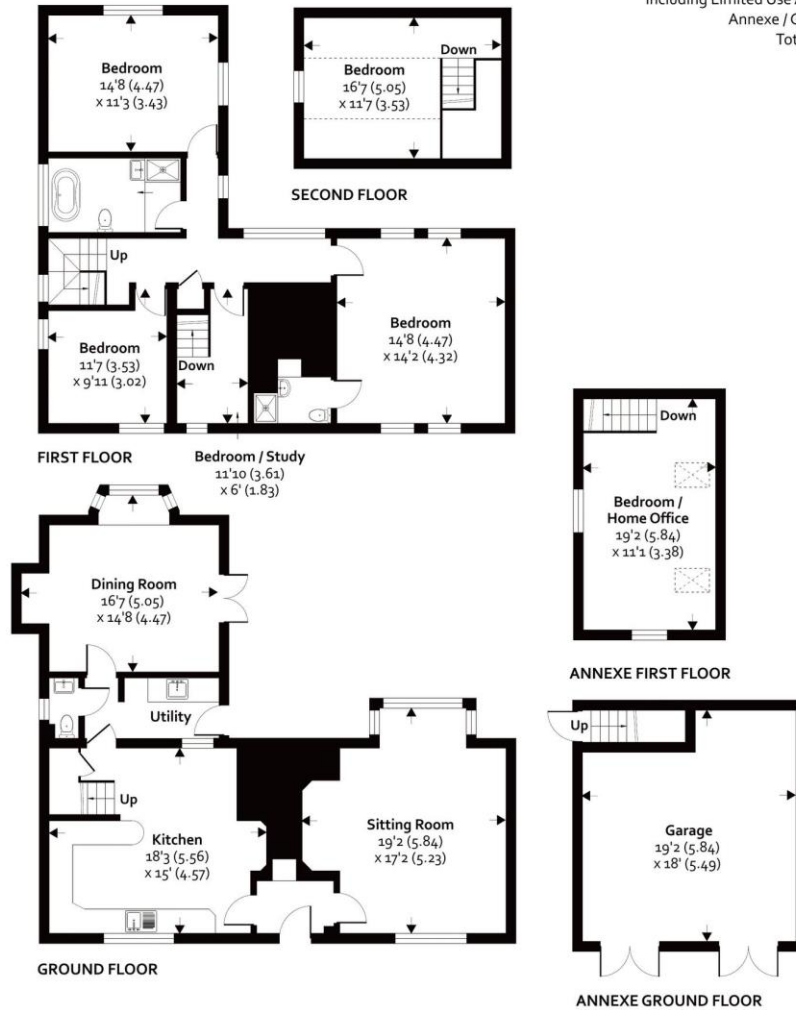 Including Limited Use
Annexe /
Bedroom
14'8 (4.47)
x 11'3 (3.43)
Bedroom
16'7 (5.05)
x 11'7 (3.53)
Down
SECOND FLOOR
Up
Bedroom
11'7 (3.53)
x 9'11 (3.02)
Down
Bedroom
14'8 (4.47)
x 14'2 (4.32)
FIRST FLOOR
Bedroom / Study
11'10 (3.61)
x 6' (1.83)
Down
Bedroom /
Home Office
19'2 (5.84)
x 11'1 (3.38)
ANNEXE FIRST FLOOR
Dining Room
16'7 (5.05)
x 14'8 (4.47)
Utility
Up
Kitchen
18'3 (5.56)
x 15' (4.57)
Sitting Room
19'2 (5.84)
x 17'2 (5.23)
GROUND FLOOR
Up
Garage
19'2 (5.84)
x 18' (5.49)
ANNEXE GROUND FLOOR